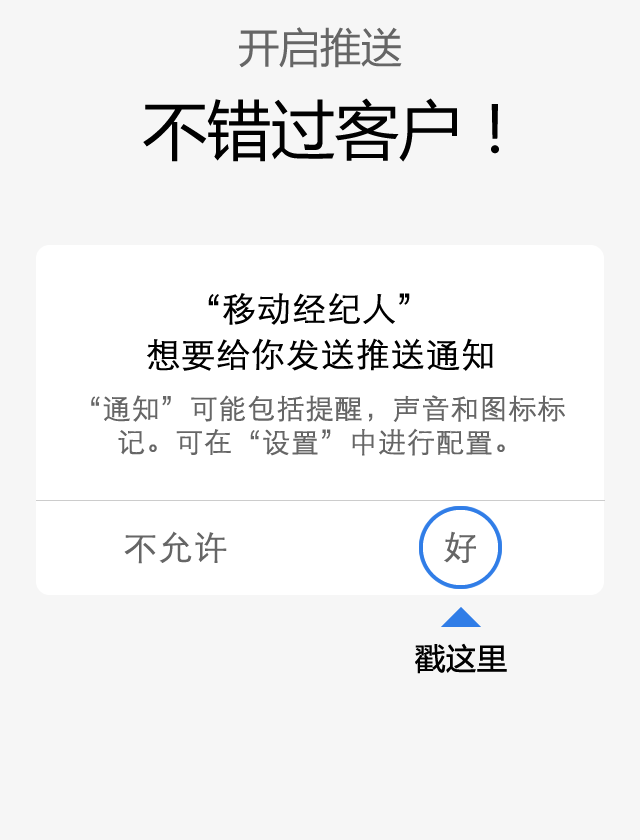 开启推送
不错过客户！
“移动经纪人”
想要给你发送推送通知
“通知”可能包括提醒，声音和图标标
记。可在“设置”中进行配置。
不允许
好
戳这里